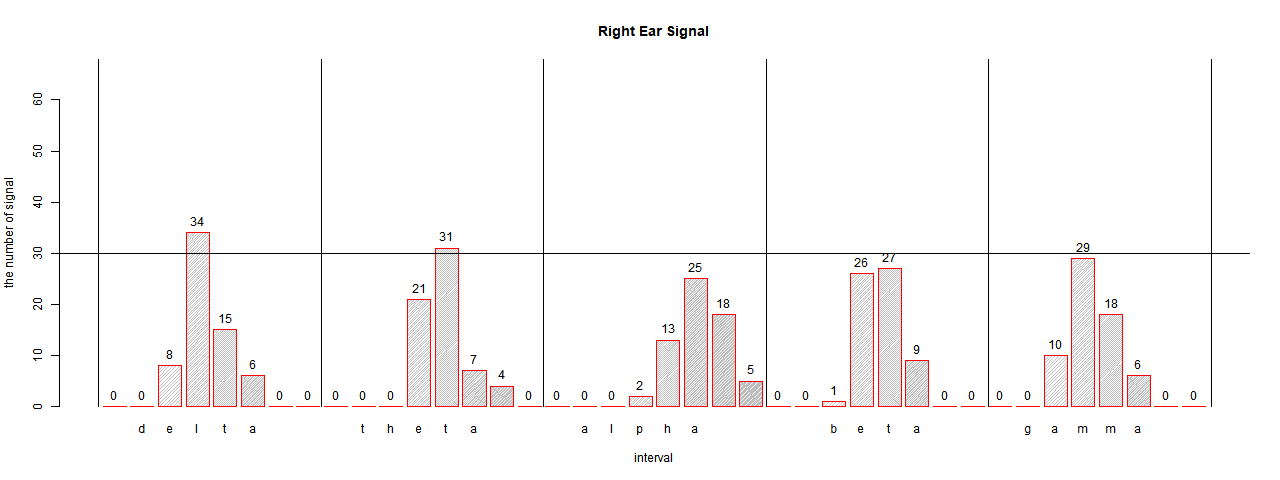 Right Ear Signal
the number of signal
60
50
40
30
20
10
0
0 0 8 34 15 6 0 0
0 0 0 21 31 7 4 0
0 0 0 2 13 25 18 5
0 0 1 26 27 9 0 0
0 0 10 29 18 6 0 0
d e l t a t h e t a a l p h a b e t a g a m m a
interval